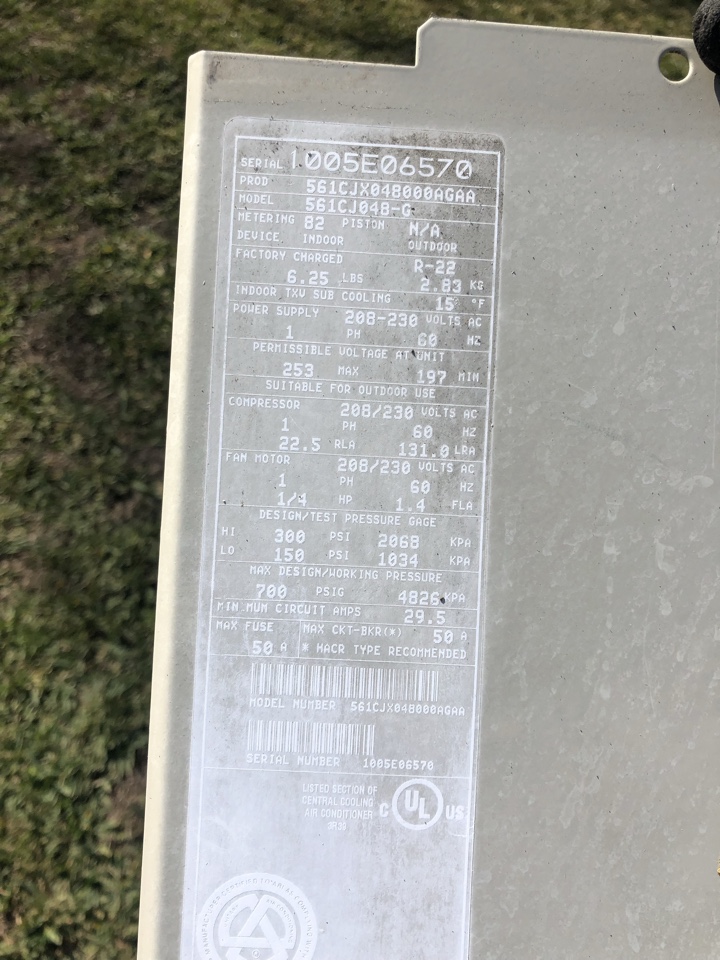 SERIAL 1005E06570
PROD 561CJX048000AGAA
MODEL 561CJ048-G
METERING 82 PISTON N/A
DEVICE INDOOR OUTDOOR
FACTORY CHARGED R-22
6.25 LBS 2.83 KG
INDOOR TXV SUB COOLING 15 °F
POWER SUPPLY 208-230 VOLTS AC
1 PH 60 HZ
PERMISSIBLE VOLTAGE AT UNIT
253 MAX 197 MIN
SUITABLE FOR OUTDOOR USE
COMPRESSOR 208/230 VOLTS AC
1 PH 60 HZ
22.5 RLA 131.0 LRA
FAN MOTOR 208/230 VOLTS AC
1 PH 60 HZ
1/4 HP 1.4 FLA
DESIGN/TEST PRESSURE GAGE
HI 300 PSI 2068 KPA
LO 150 PSI 1034 KPA
MAX DESIGN/WORKING PRESSURE
700 PSIG 4826 KPA
MINIMUM CIRCUIT AMPS 29.5
MAX FUSE MAX CKT-BKR(*) 50 A
50 A * HACR TYPE RECOMMENDED
MODEL NUMBER 561CJX048000AGAA
SERIAL NUMBER 1005E06570
LISTED SECTION OF
CENTRAL COOLING
AIR CONDITIONER
C UL US